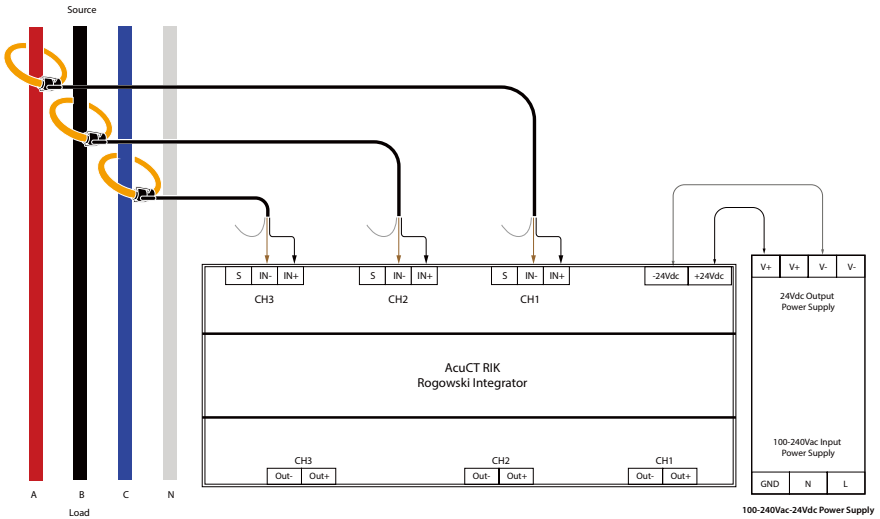 Source
S IN- IN+
CH3
S IN- IN+
CH2
S IN- IN+
CH1
-24Vdc +24Vdc
V+ V+ V- V-
24Vdc Output
Power Supply
AcuCT RIK
Rogowski Integrator
100-240Vac Input
Power Supply
CH3
Out- Out+
CH2
Out- Out+
CH1
Out- Out+
GND N L
100-240Vac-24Vdc Power Supply
A B C N
Load